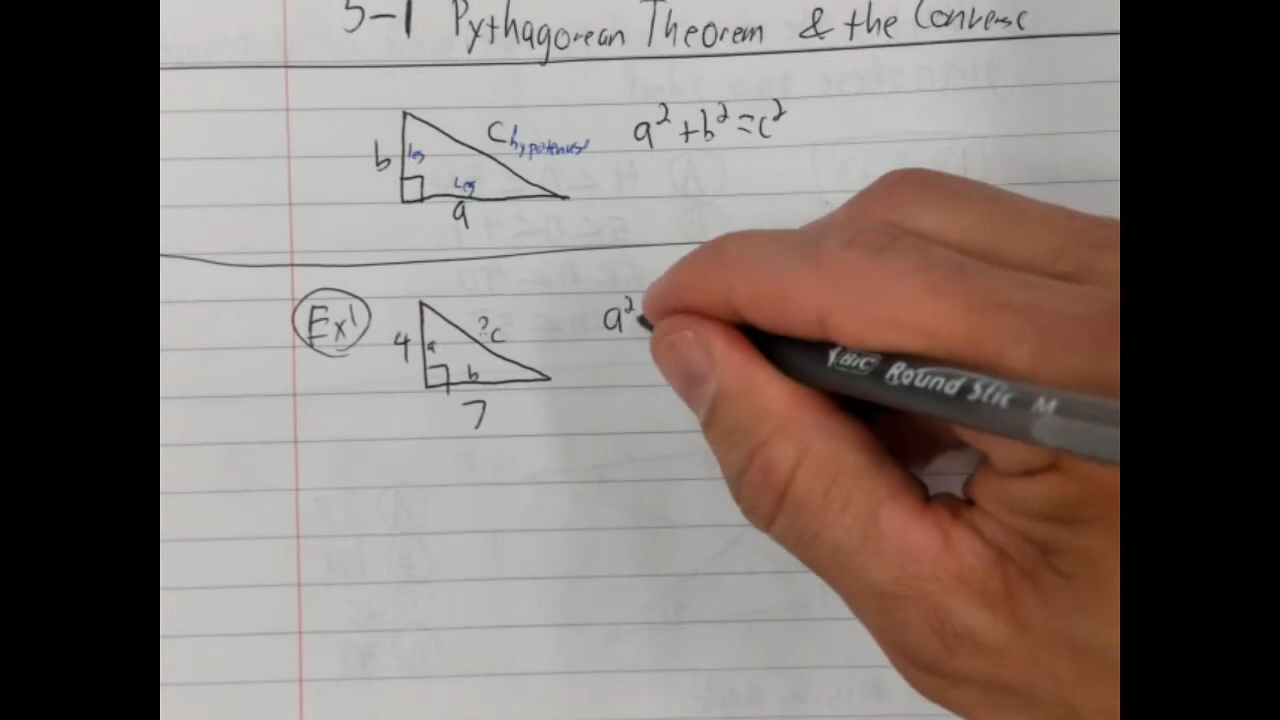 5-1 Pythagorean Theorem & the Converse
b leg Leg a c hypotenuse
a²+b²=c²
Ex1
4 a b 7 ? c
a²
BIC Round Stic M